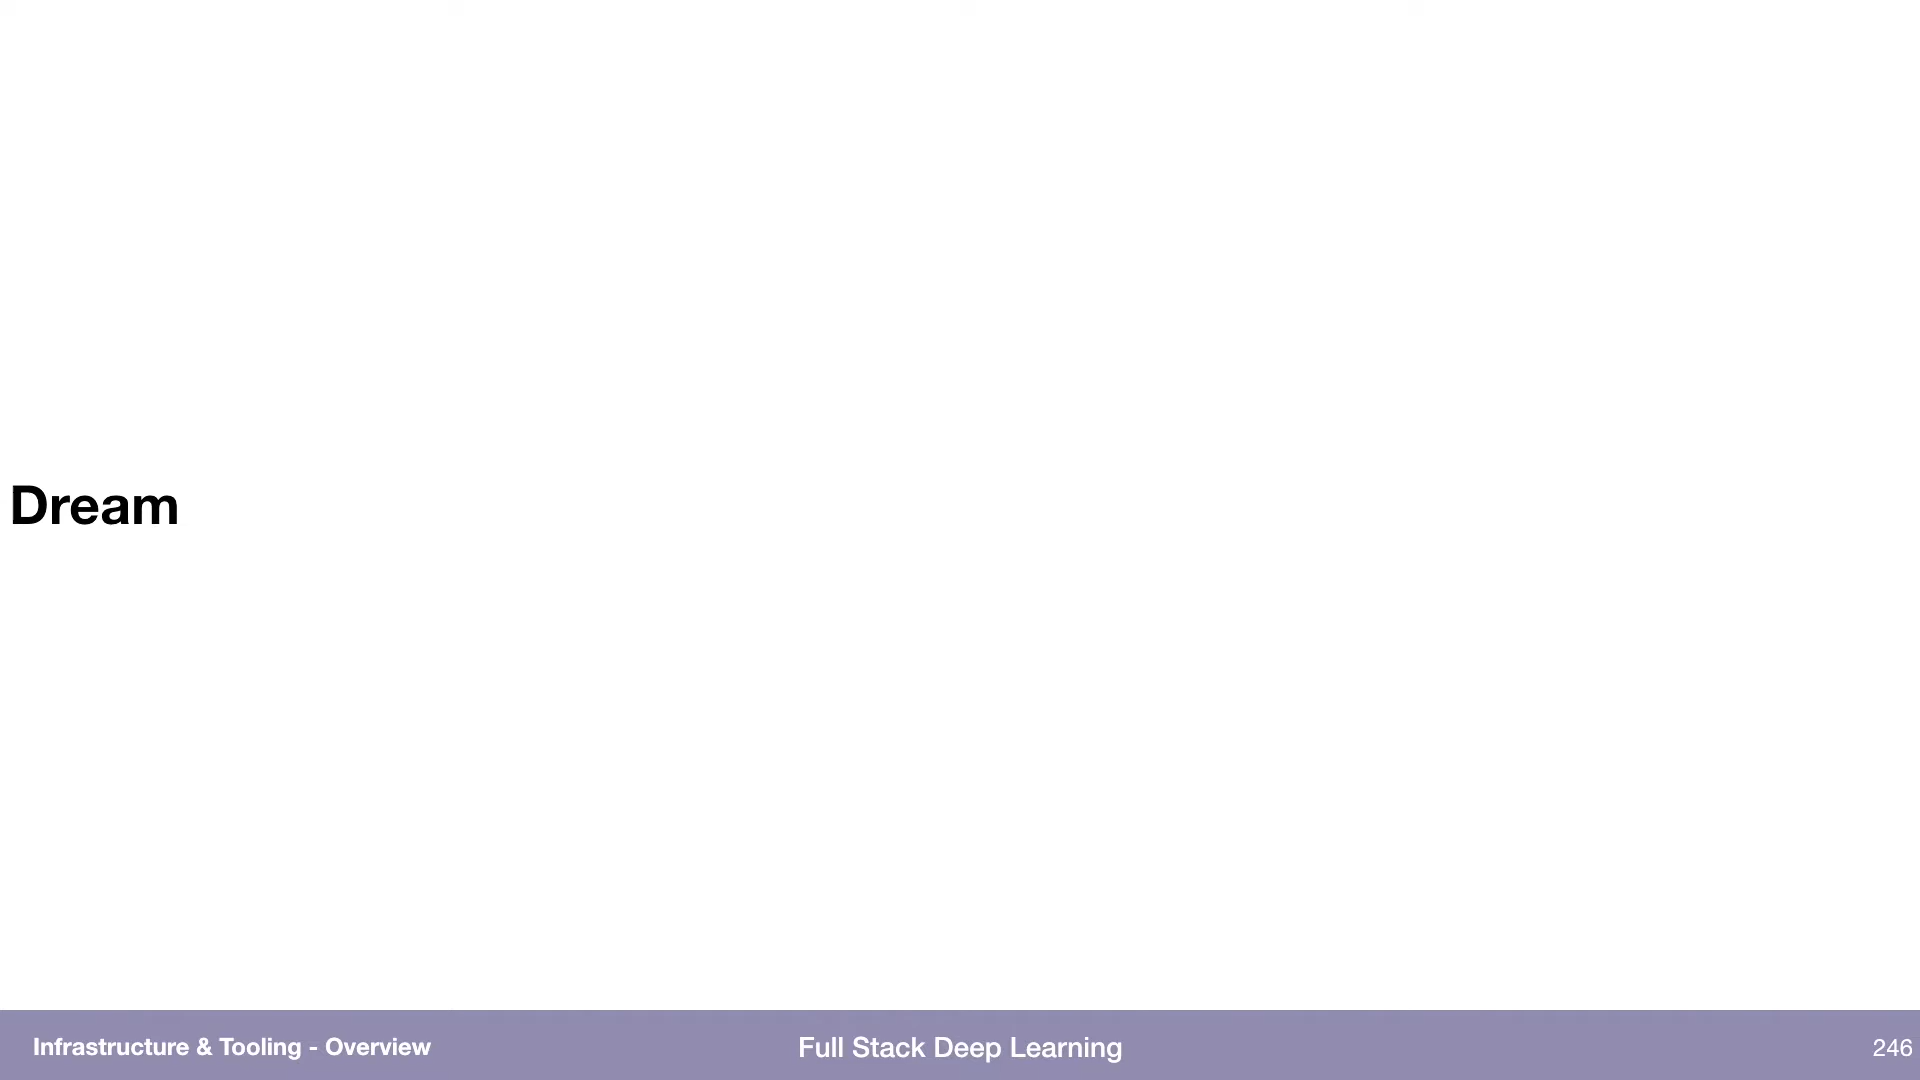 Dream
Infrastructure & Tooling - Overview
Full Stack Deep Learning
246